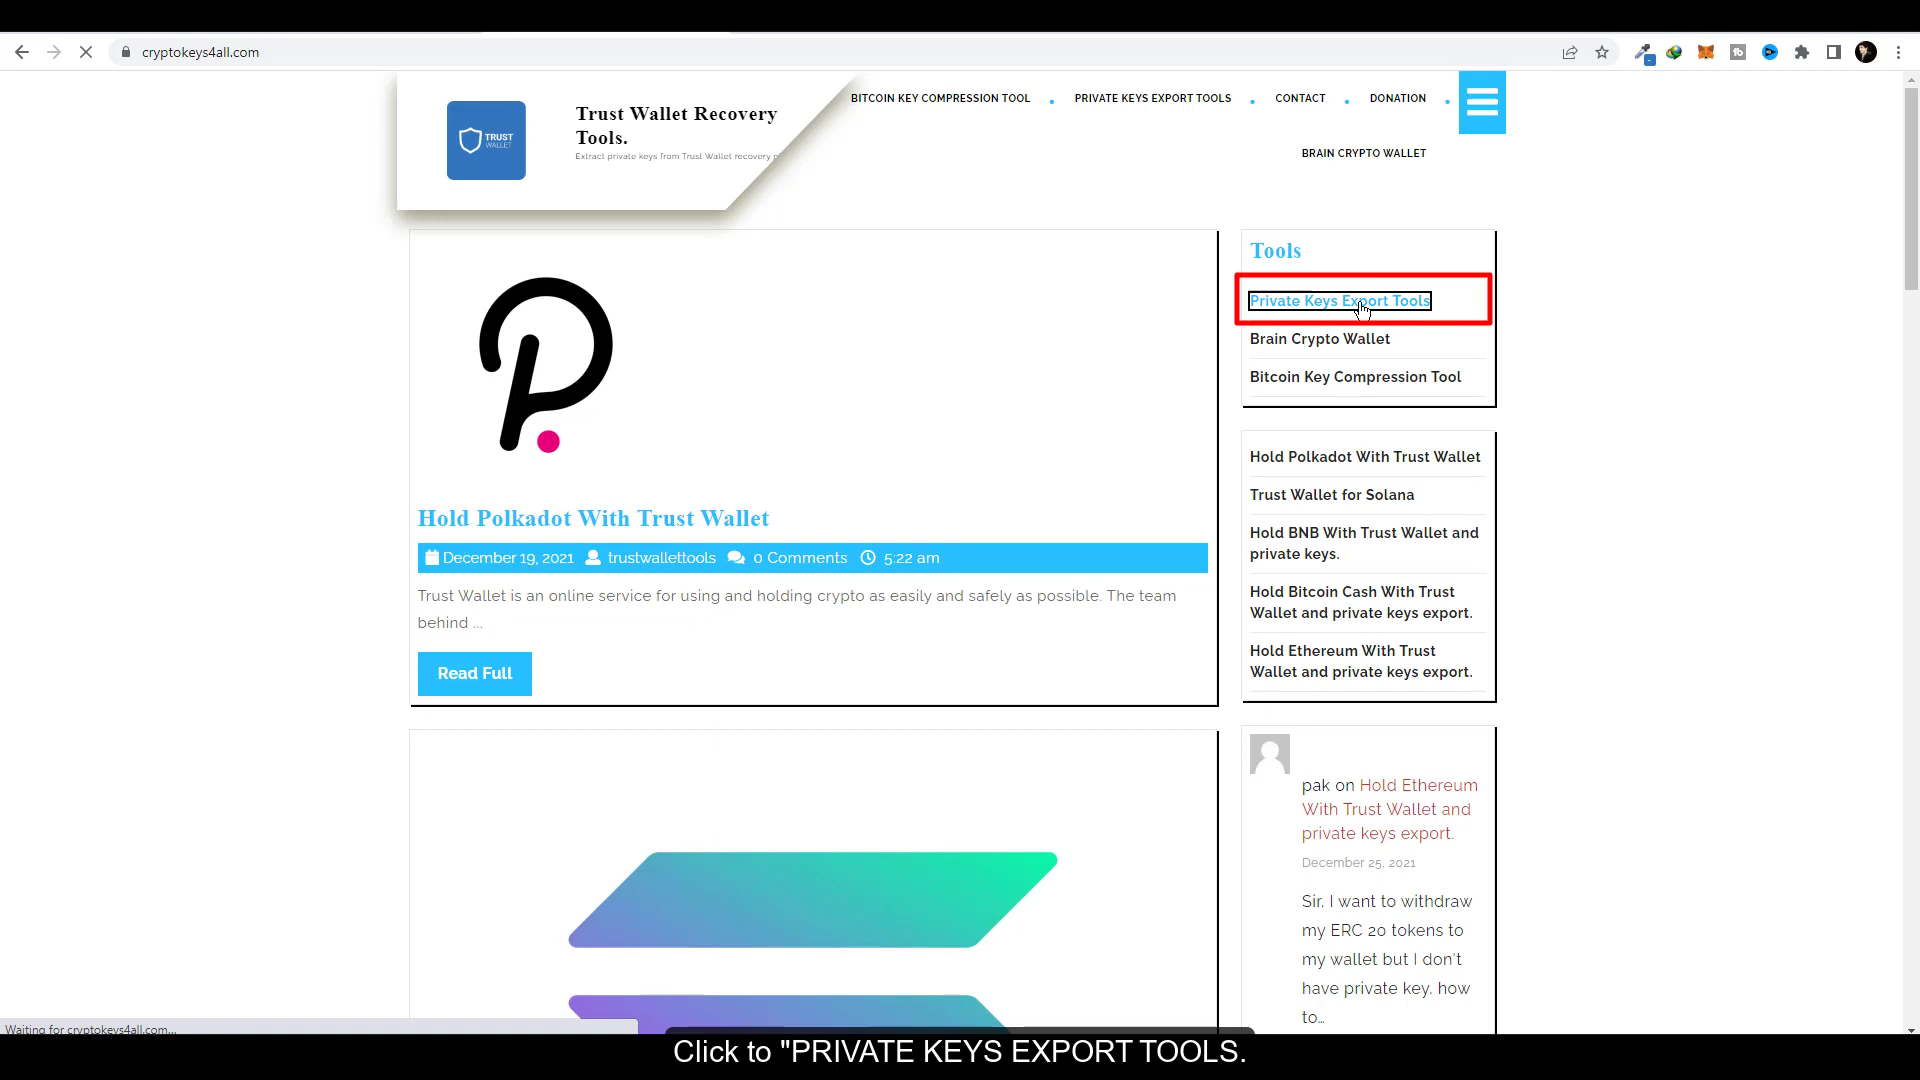 cryptokeys4all.com
TRUST
WALLET
Trust Wallet Recovery
Tools.
Extract private keys from Trust Wallet recovery
BITCOIN KEY COMPRESSION TOOL
PRIVATE KEYS EXPORT TOOLS
CONTACT
DONATION
BRAIN CRYPTO WALLET
Hold Polkadot With Trust Wallet
December 19, 2021 trustwallettools 0 Comments 5:22 am
Trust Wallet is an online service for using and holding crypto as easily and safely as possible. The team
behind ...
Read Full
Tools
Private Keys Export Tools
Brain Crypto Wallet
Bitcoin Key Compression Tool
Hold Polkadot With Trust Wallet
Trust Wallet for Solana
Hold BNB With Trust Wallet and
private keys.
Hold Bitcoin Cash With Trust
Wallet and private keys export.
Hold Ethereum With Trust
Wallet and private keys export.
pak on Hold Ethereum
With Trust Wallet and
private keys export.
December 25, 2021
Sir, I want to withdraw
my ERC 20 tokens to
my wallet but I don't
have private key, how
to...
Waiting for cryptokeys4all.com...
Click to "PRIVATE KEYS EXPORT TOOLS.